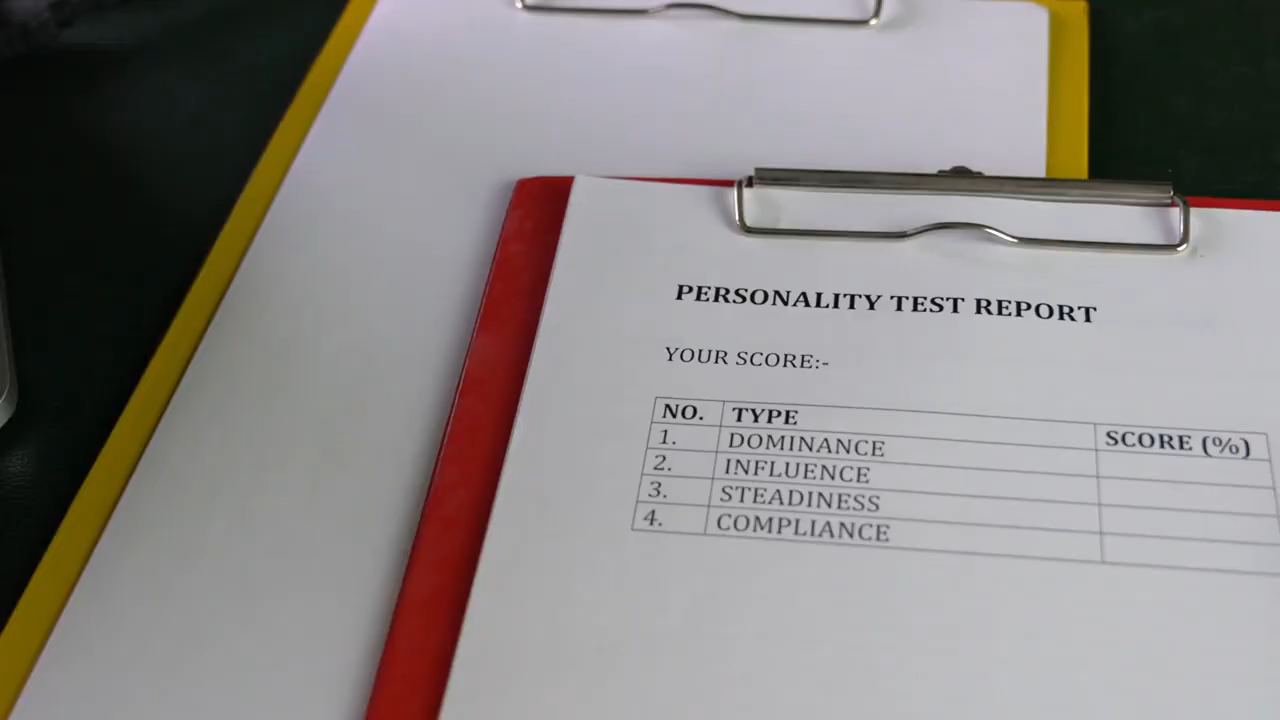 PERSONALITY TEST REPORT
YOUR SCORE:-
NO. TYPE SCORE (%)
1. DOMINANCE
2. INFLUENCE
3. STEADINESS
4. COMPLIANCE